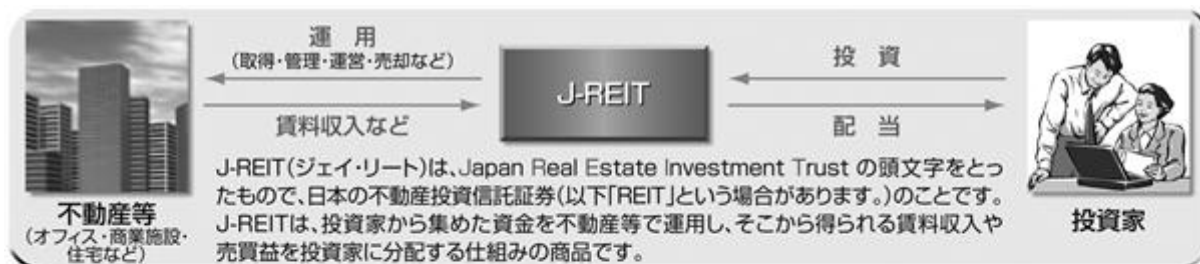 運 用
(取得・管理・運営・売却など)
賃料収入など
J-REIT
投 資
配 当
J-REIT(ジェイ・リート)は、Japan Real Estate Investment Trust の頭文字をとっ
たもので、日本の不動産投資信託証券(以下「REIT」という場合があります。)のことです。
J-REITは、投資家から集めた資金を不動産等で運用し、そこから得られる賃料収入や
売買益を投資家に分配する仕組みの商品です。
不動産等
(オフィス・商業施設・
住宅など)
投資家